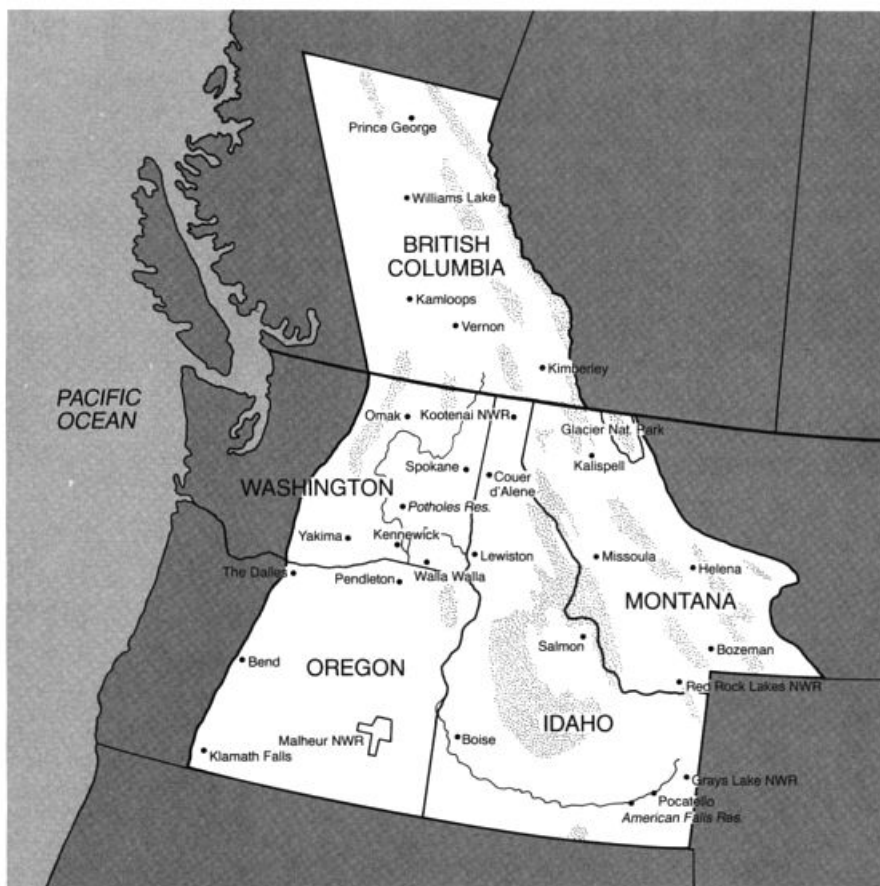 Prince George
Williams Lake
BRITISH
COLUMBIA
Kamloops
Vernon
Kimberley
PACIFIC
OCEAN
Omak
Kootenai NWR
Glacier Nat. Park
Kalispell
Spokane
Couer
d'Alene
WASHINGTON
Potholes Res.
Yakima
Kennewick
Lewiston
Missoula
Helena
The Dalles
Pendleton
Walla Walla
MONTANA
Salmon
Bozeman
Bend
OREGON
Red Rock Lakes NWR
IDAHO
Malheur NWR
Boise
Klamath Falls
Grays Lake NWR
Pocatello
American Falls Res.